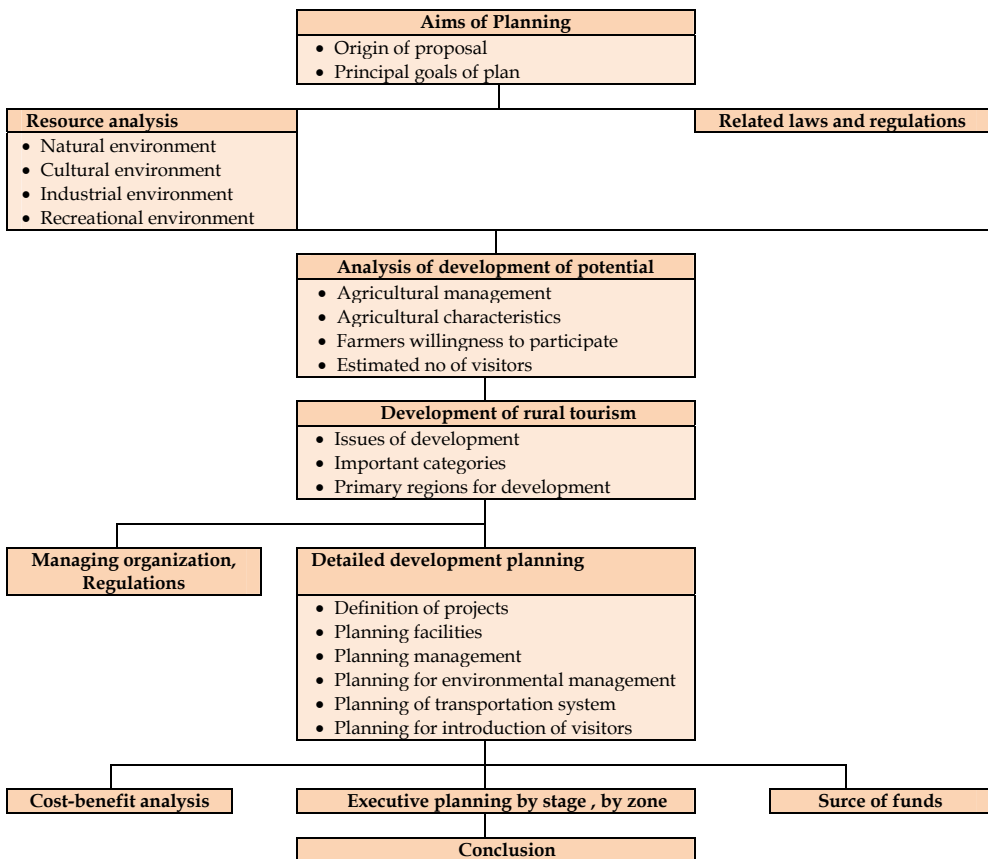 Aims of Planning
• Origin of proposal
• Principal goals of plan
Resource analysis
• Natural environment
• Cultural environment
• Industrial environment
• Recreational environment
Related laws and regulations
Analysis of development of potential
• Agricultural management
• Agricultural characteristics
• Farmers willingness to participate
• Estimated no of visitors
Development of rural tourism
• Issues of development
• Important categories
• Primary regions for development
Managing organization,
Regulations
Detailed development planning
• Definition of projects
• Planning facilities
• Planning management
• Planning for environmental management
• Planning of transportation system
• Planning for introduction of visitors
Cost-benefit analysis
Executive planning by stage , by zone
Surce of funds
Conclusion